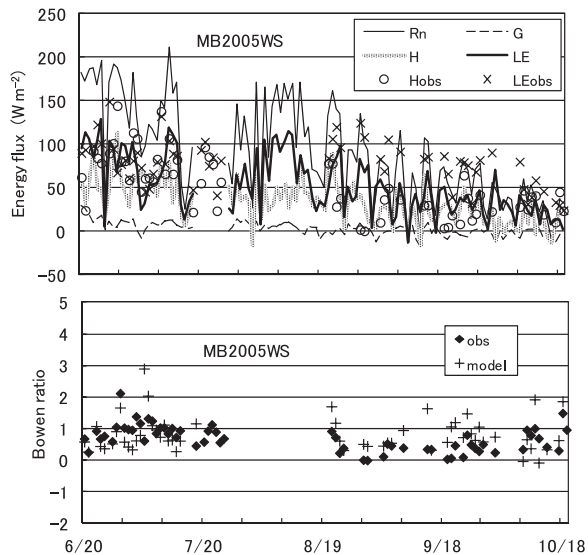 250
200
150
100
50
0
−50
Energy flux (W m⁻²)
MB2005WS
Rn
G
H
LE
Hobs
LEobs
5
4
3
2
1
0
−1
−2
Bowen ratio
MB2005WS
obs
model
6/20
7/20
8/19
9/18
10/18